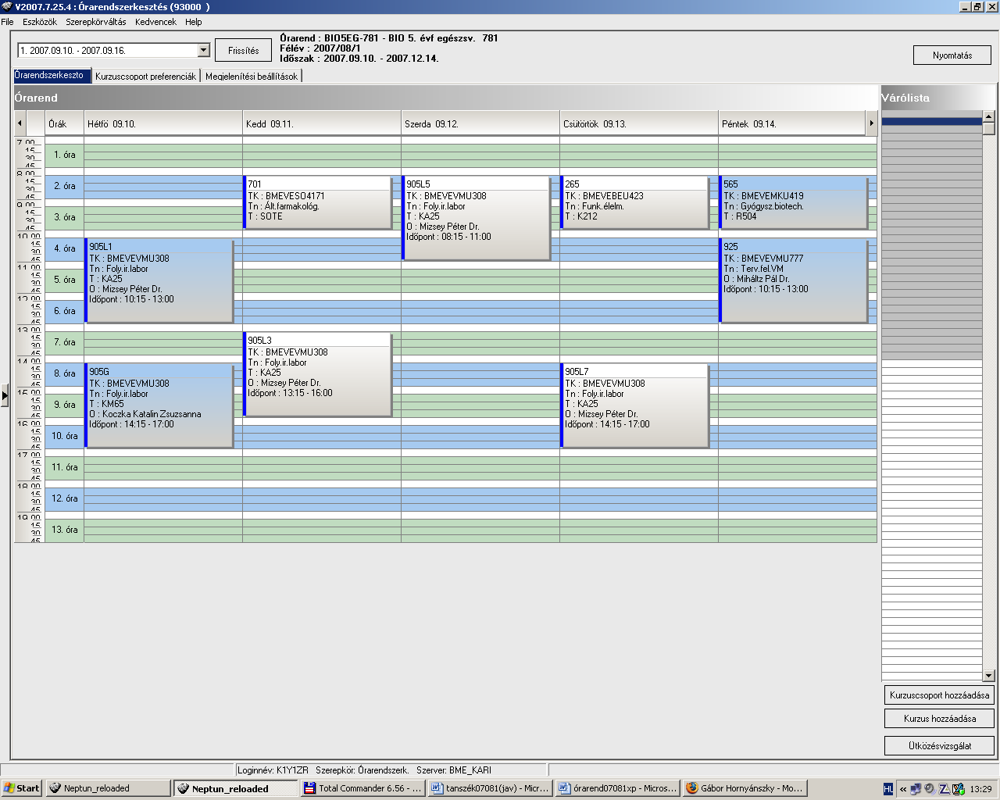 V2007.7.25.4 : Órarendszerkesztés (93000 )
File Eszközök Szerepkörváltás Kedvencek Help
1. 2007.09.10. - 2007.09.16.
Frissítés
Órarend : BIO5EG-781 - BIO 5. évf egészsv. 781
Félév : 2007/08/1
Időszak : 2007.09.10. - 2007.12.14.
Nyomtatás
Órarendszerkeszto Kurzuscsoport preferenciák Megjelenítési beállítások
Órarend
Várólista
Órák Hétfő 09.10. Kedd 09.11. Szerda 09.12. Csütörtök 09.13. Péntek 09.14.
7 00
15
30
45
1. óra
8 00
15
30
45
2. óra
9 00
15
30
45
3. óra
10 00
15
30
45
4. óra
11 00
15
30
45
5. óra
12 00
15
30
45
6. óra
13 00
15
30
45
7. óra
14 00
15
30
45
8. óra
15 00
15
30
45
9. óra
16 00
15
30
45
10. óra
17 00
15
30
45
11. óra
18 00
15
30
45
12. óra
19 00
15
30
45
13. óra
905L1
TK : BMEVEVMU308
Tn : Foly.ir.labor
T : KA25
O : Mizsey Péter Dr.
Időpont : 10:15 - 13:00
905G
TK : BMEVEVMU308
Tn : Foly.ir.labor
T : KM65
O : Koczka Katalin Zsuzsanna
Időpont : 14:15 - 17:00
701
TK : BMEVESO4171
Tn : Ált.farmakológ.
T : SOTE
905L3
TK : BMEVEVMU308
Tn : Foly.ir.labor
T : KA25
O : Mizsey Péter Dr.
Időpont : 13:15 - 16:00
905L5
TK : BMEVEVMU308
Tn : Foly.ir.labor
T : KA25
O : Mizsey Péter Dr.
Időpont : 08:15 - 11:00
265
TK : BMEVEBEU423
Tn : Funk.élelm.
T : K212
905L7
TK : BMEVEVMU308
Tn : Foly.ir.labor
T : KA25
O : Mizsey Péter Dr.
Időpont : 14:15 - 17:00
565
TK : BMEVEMKU419
Tn : Gyógysz.biotech.
T : R504
925
TK : BMEVEVMU777
Tn : Terv.fel.VM
O : Miháltz Pál Dr.
Időpont : 10:15 - 13:00
Kurzuscsoport hozzáadása
Kurzus hozzáadása
Ütközésvizsgálat
Loginnév: K1Y1ZR Szerepkör: Órarendszerk. Szerver: BME_KARI
Start Neptun_reloaded Neptun_reloaded Total Commander 6.56 - ... tanszék07081(jav) - Micr... órarend07081xp - Micros... Gábor Hornyánszky - Mo... HU « 13:29